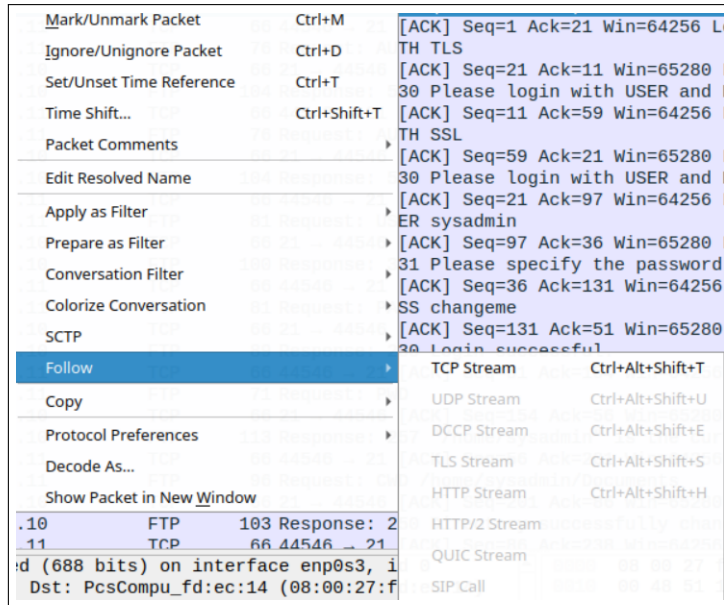 Mark/Unmark Packet Ctrl+M
Ignore/Unignore Packet Ctrl+D
Set/Unset Time Reference Ctrl+T
Time Shift... Ctrl+Shift+T
Packet Comments
Edit Resolved Name
Apply as Filter
Prepare as Filter
Conversation Filter
Colorize Conversation
SCTP
Follow
Copy
Protocol Preferences
Decode As...
Show Packet in New Window
[ACK] Seq=1 Ack=21 Win=64256
TH TLS
[ACK] Seq=21 Ack=11 Win=65280
30 Please login with USER and
[ACK] Seq=11 Ack=59 Win=64256
TH SSL
[ACK] Seq=59 Ack=21 Win=65280
30 Please login with USER and
[ACK] Seq=21 Ack=97 Win=64256
ER sysadmin
[ACK] Seq=97 Ack=36 Win=65280
31 Please specify the password
[ACK] Seq=36 Ack=131 Win=64256
SS changeme
[ACK] Seq=131 Ack=51 Win=65280
30 Login successful
TCP Stream Ctrl+Alt+Shift+T
UDP Stream Ctrl+Alt+Shift+U
DCCP Stream Ctrl+Alt+Shift+E
TLS Stream Ctrl+Alt+Shift+S
HTTP Stream Ctrl+Alt+Shift+H
HTTP/2 Stream
QUIC Stream
SIP Call
.10 FTP 103 Response: 2
.11 TCP 66 44546 → 21
ed (688 bits) on interface enp0s3, i
Dst: PcsCompu_fd:ec:14 (08:00:27:f